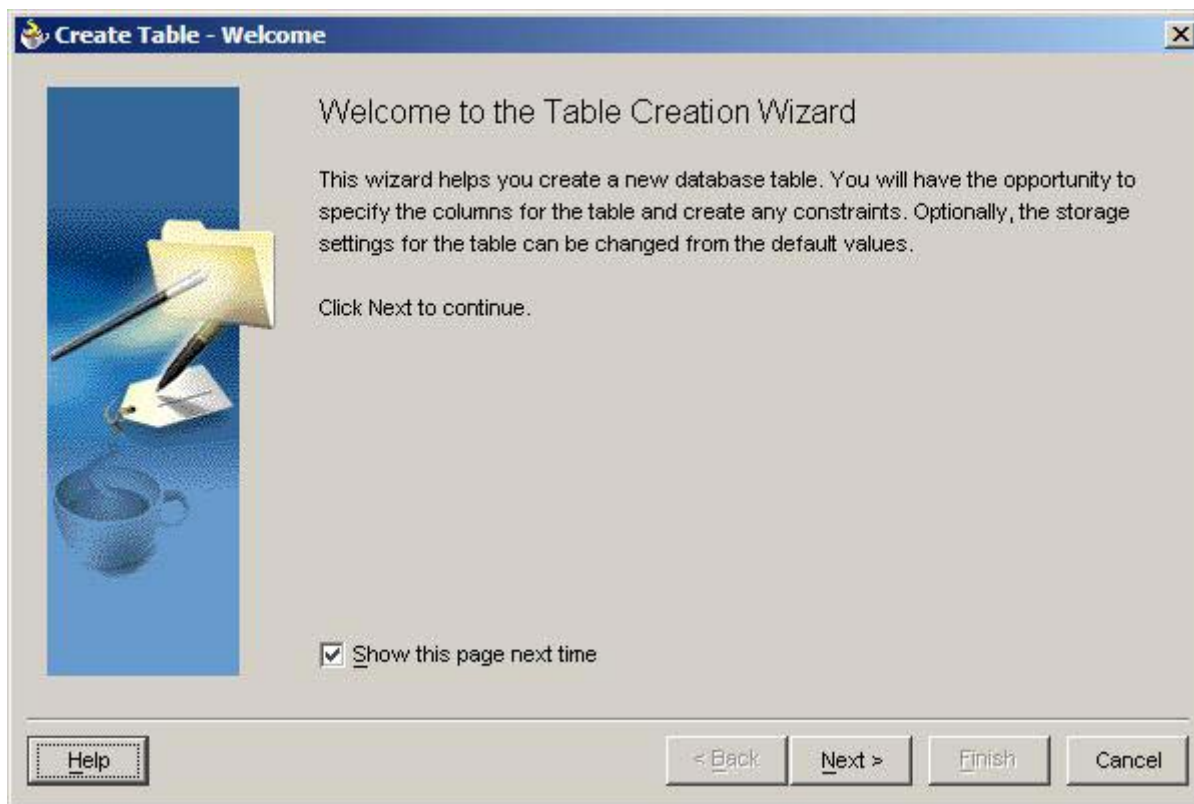 Create Table - Welcome
Welcome to the Table Creation Wizard
This wizard helps you create a new database table. You will have the opportunity to
specify the columns for the table and create any constraints. Optionally, the storage
settings for the table can be changed from the default values.
Click Next to continue.
Show this page next time
Help
< Back
Next >
Finish
Cancel